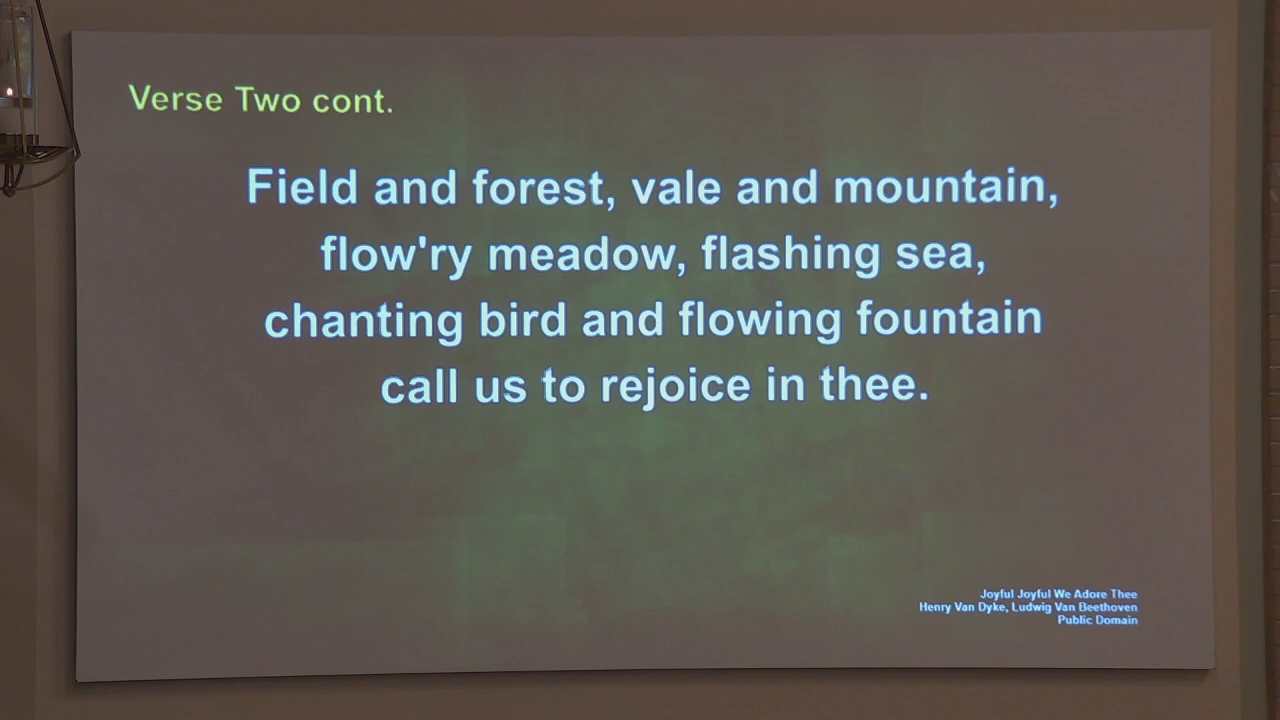 Verse Two cont.
Field and forest, vale and mountain,
flow'ry meadow, flashing sea,
chanting bird and flowing fountain
call us to rejoice in thee.
Joyful Joyful We Adore Thee
Henry Van Dyke, Ludwig Van Beethoven
Public Domain